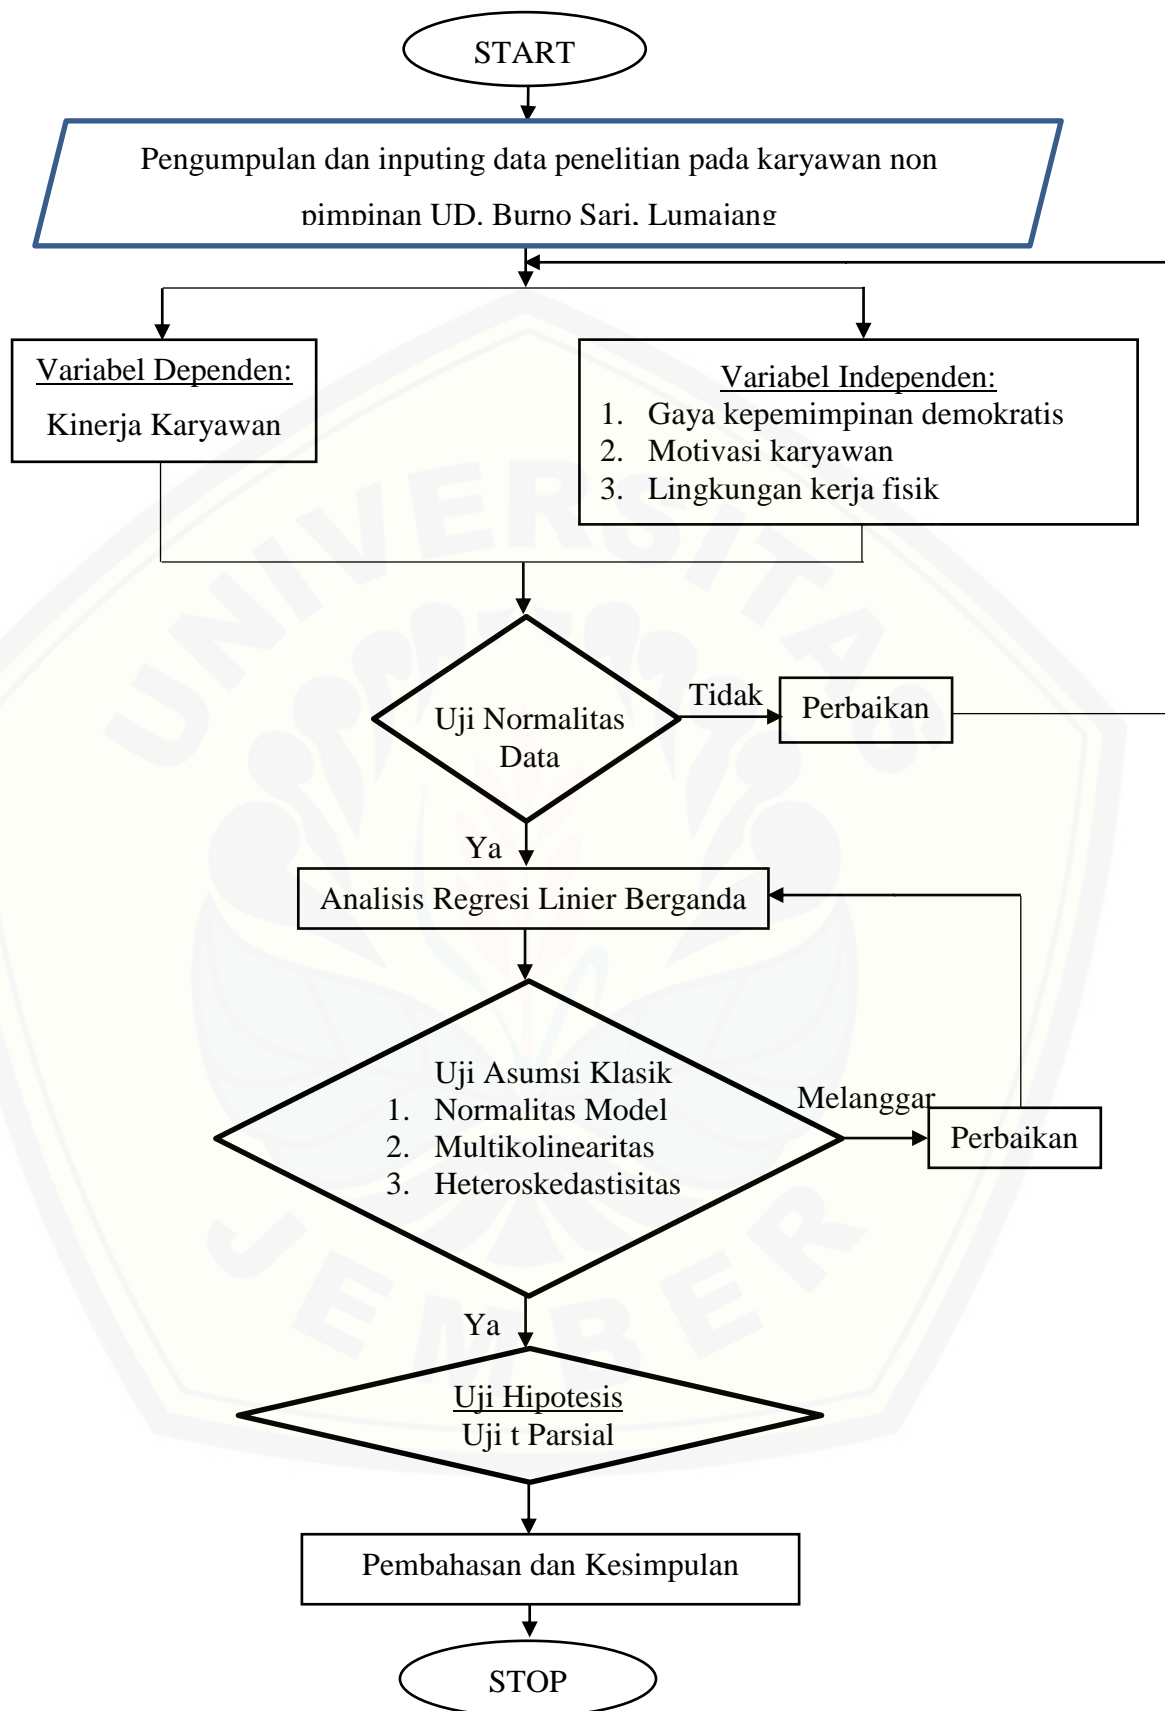 START
Pengumpulan dan inputing data penelitian pada karyawan non
pimpinan UD. Burno Sari, Lumajang
Variabel Dependen:
Kinerja Karyawan
Variabel Independen:
1. Gaya kepemimpinan demokratis
2. Motivasi karyawan
3. Lingkungan kerja fisik
Uji Normalitas
Data
Tidak
Perbaikan
Ya
Analisis Regresi Linier Berganda
Uji Asumsi Klasik
1. Normalitas Model
2. Multikolinearitas
3. Heteroskedastisitas
Melanggar
Perbaikan
Ya
Uji Hipotesis
Uji t Parsial
Pembahasan dan Kesimpulan
STOP
UNIVERSITAS
JEMBER